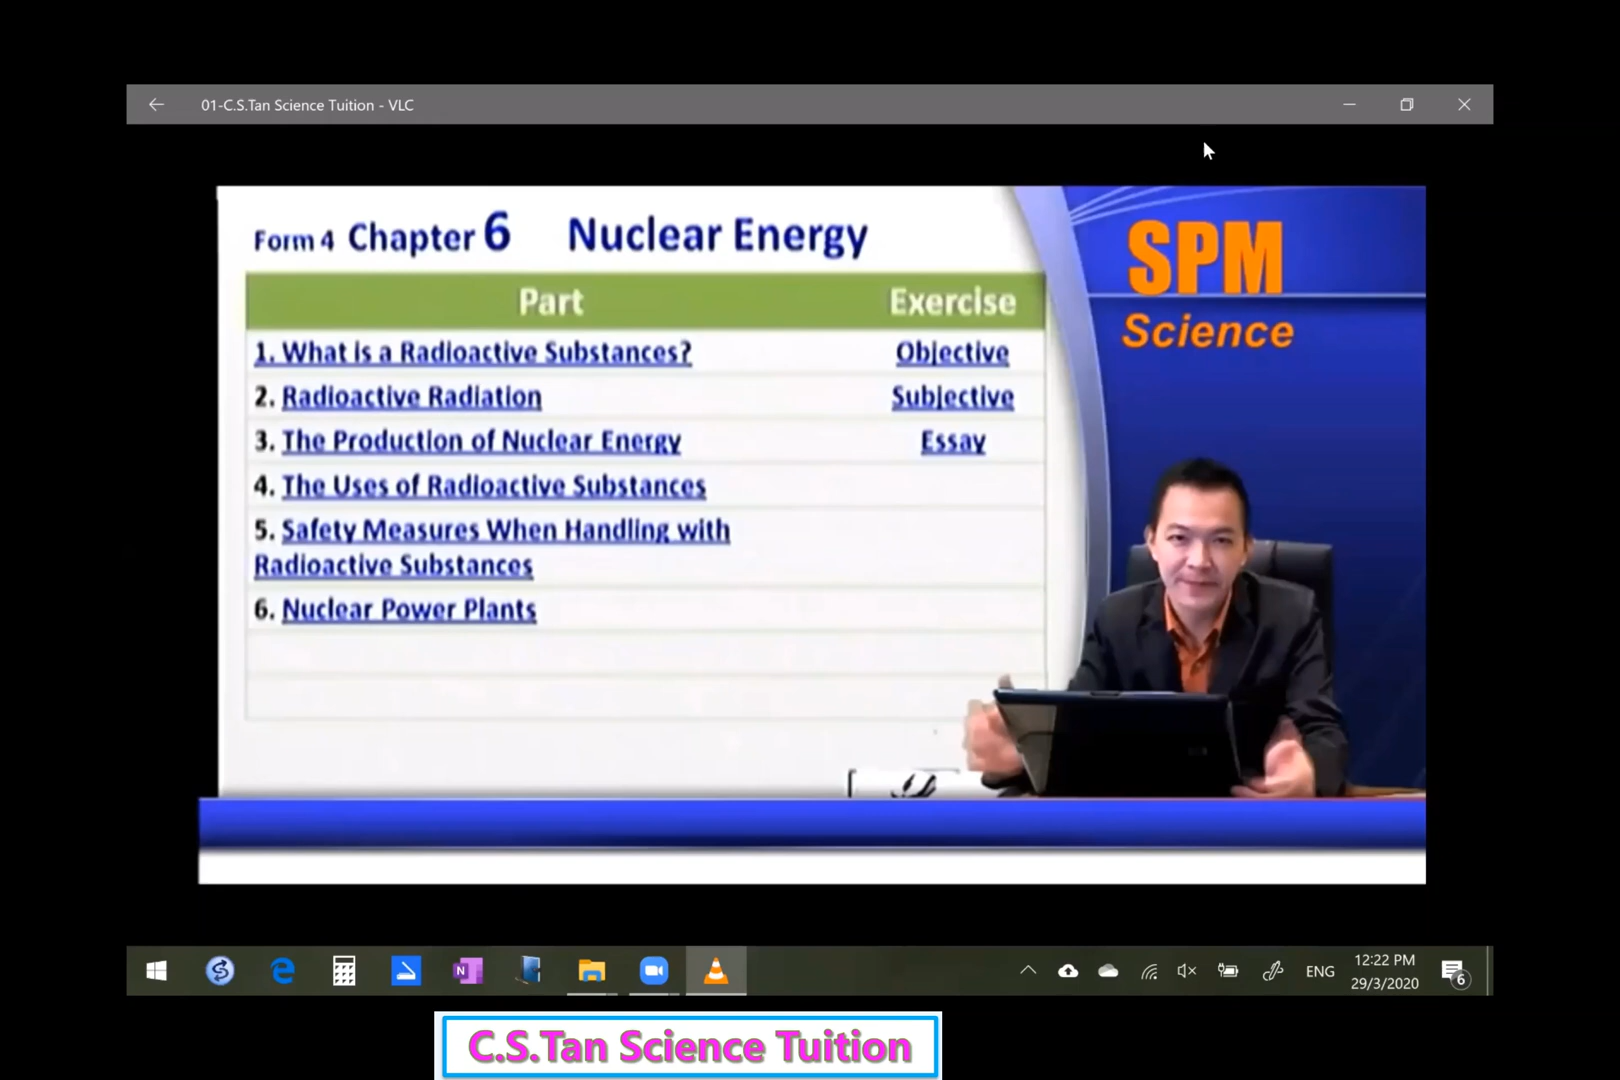 01-C.S.Tan Science Tuition - VLC
Form 4 Chapter 6 Nuclear Energy
SPM
Science
Part Exercise
1. What is a Radioactive Substances? Objective
2. Radioactive Radiation Subjective
3. The Production of Nuclear Energy Essay
4. The Uses of Radioactive Substances
5. Safety Measures When Handling with
Radioactive Substances
6. Nuclear Power Plants
N
ENG
12:22 PM
29/3/2020
6
C.S.Tan Science Tuition